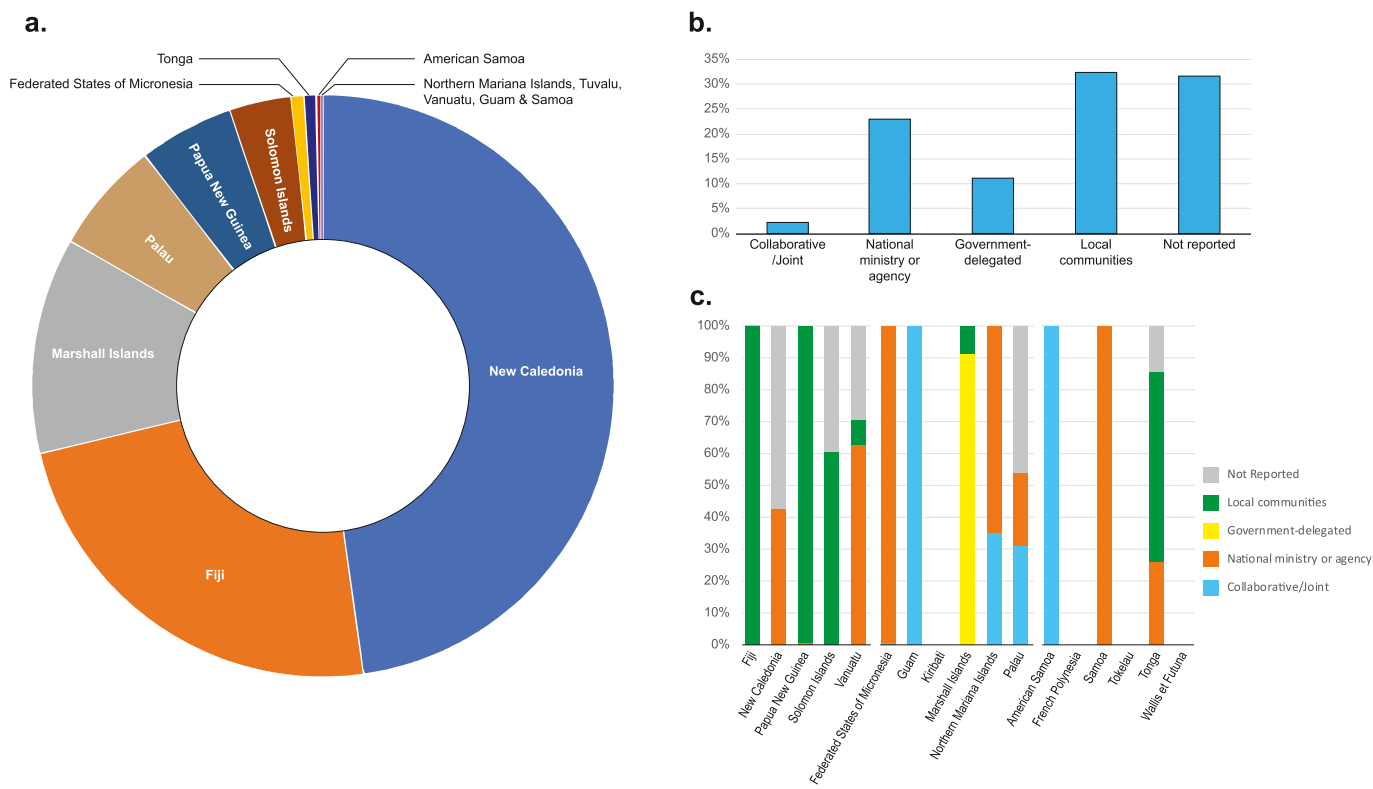 a.
Tonga
American Samoa
Federated States of Micronesia
Northern Mariana Islands, Tuvalu,
Vanuatu, Guam & Samoa
Solomon Islands
Papua New Guinea
Palau
Marshall Islands
New Caledonia
Fiji
b.
35%
30%
25%
20%
15%
10%
5%
0%
Collaborative
/Joint
National
ministry or
agency
Government-
delegated
Local
communities
Not reported
c.
100%
90%
80%
70%
60%
50%
40%
30%
20%
10%
0%
Fiji
New Caledonia
Papua New Guinea
Solomon Islands
Vanuatu
Federated States of Micronesia
Guam
Kiribati
Marshall Islands
Northern Mariana Islands
Palau
American Samoa
French Polynesia
Samoa
Tokelau
Tonga
Wallis et Futuna
Not Reported
Local communities
Government-delegated
National ministry or agency
Collaborative/Joint